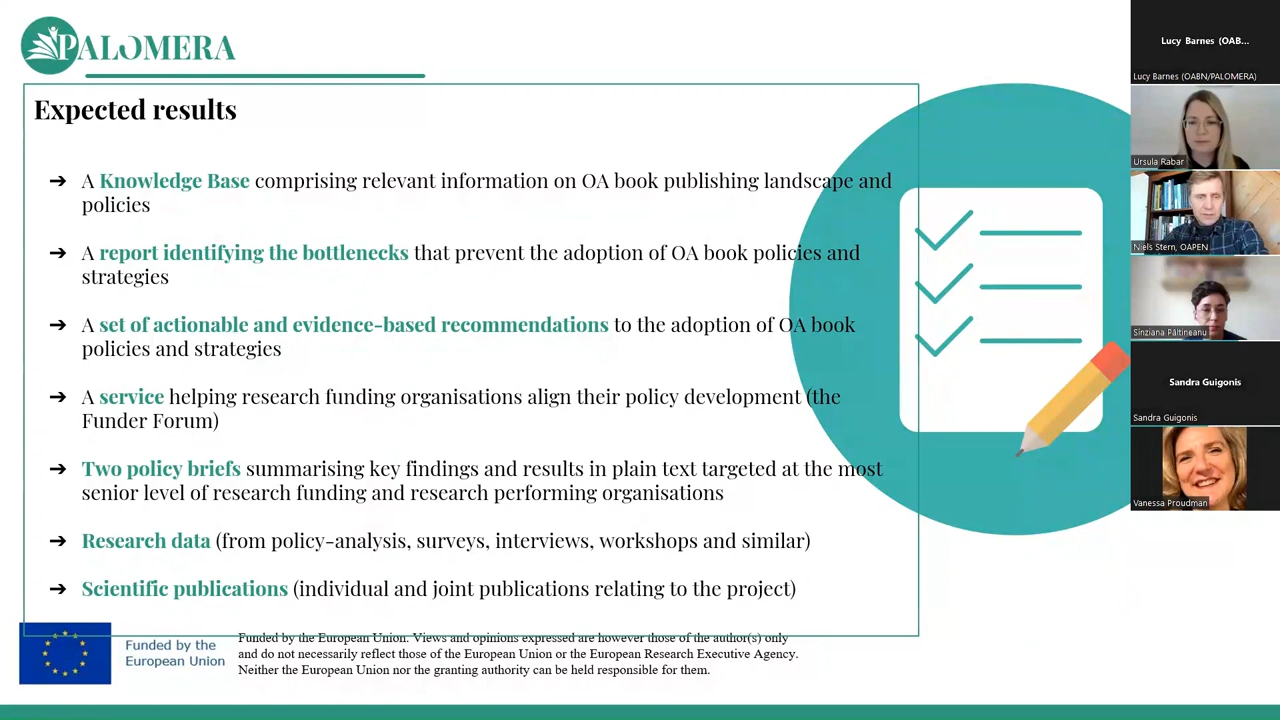 PALOMERA
Expected results
➔ A Knowledge Base comprising relevant information on OA book publishing landscape and
policies
➔ A report identifying the bottlenecks that prevent the adoption of OA book policies and
strategies
➔ A set of actionable and evidence-based recommendations to the adoption of OA book
policies and strategies
➔ A service helping research funding organisations align their policy development (the
Funder Forum)
➔ Two policy briefs summarising key findings and results in plain text targeted at the most
senior level of research funding and research performing organisations
➔ Research data (from policy-analysis, surveys, interviews, workshops and similar)
➔ Scientific publications (individual and joint publications relating to the project)
Funded by the
European Union
Funded by the European Union. Views and opinions expressed are however those of the author(s) only
and do not necessarily reflect those of the European Union or the European Research Executive Agency.
Neither the European Union nor the granting authority can be held responsible for them.
Lucy Barnes (OAB...
Lucy Barnes (OABN/PALOMERA)
Ursula Rabar
Niels Stern, OAPEN
Sînziana Păltineanu
Sandra Guigonis
Sandra Guigonis
Vanessa Proudman